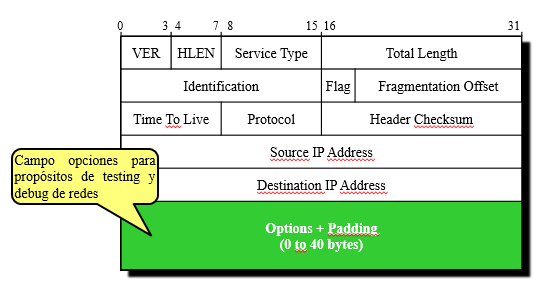 0 3 4 7 8 15 16 31
VER HLEN Service Type Total Length
Identification Flag Fragmentation Offset
Time To Live Protocol Header Checksum
Source IP Address
Destination IP Address
Campo opciones para
propósitos de testing y
debug de redes
Options + Padding
(0 to 40 bytes)